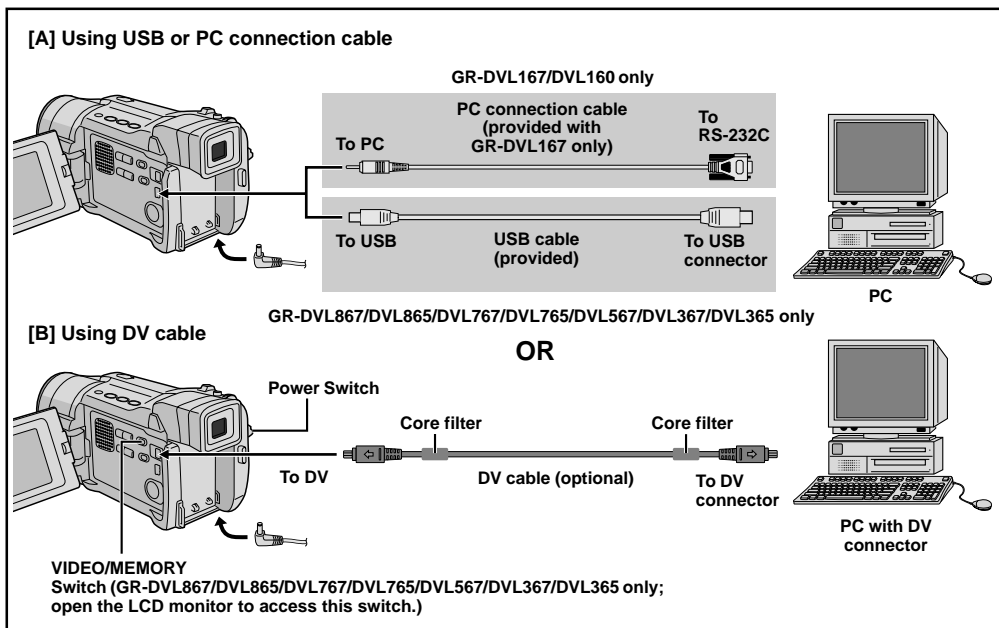 [A] Using USB or PC connection cable
GR-DVL167/DVL160 only
PC connection cable
(provided with
GR-DVL167 only)
To PC
To
RS-232C
To USB
USB cable
(provided)
To USB
connector
PC
GR-DVL867/DVL865/DVL767/DVL765/DVL567/DVL367/DVL365 only
[B] Using DV cable
OR
Power Switch
Core filter
Core filter
To DV
DV cable (optional)
To DV
connector
PC with DV
connector
VIDEO/MEMORY
Switch (GR-DVL867/DVL865/DVL767/DVL765/DVL567/DVL367/DVL365 only;
open the LCD monitor to access this switch.)